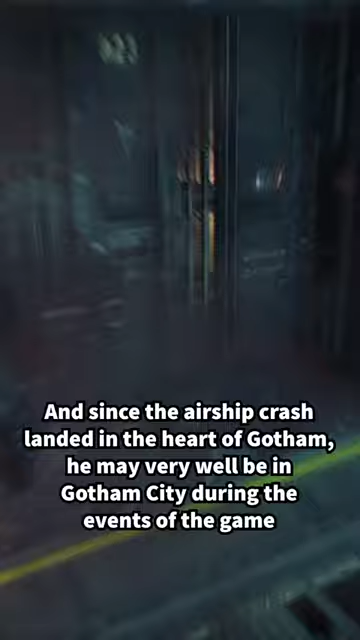 And since the airship crash
landed in the heart of Gotham,
he may very well be in
Gotham City during the
events of the game